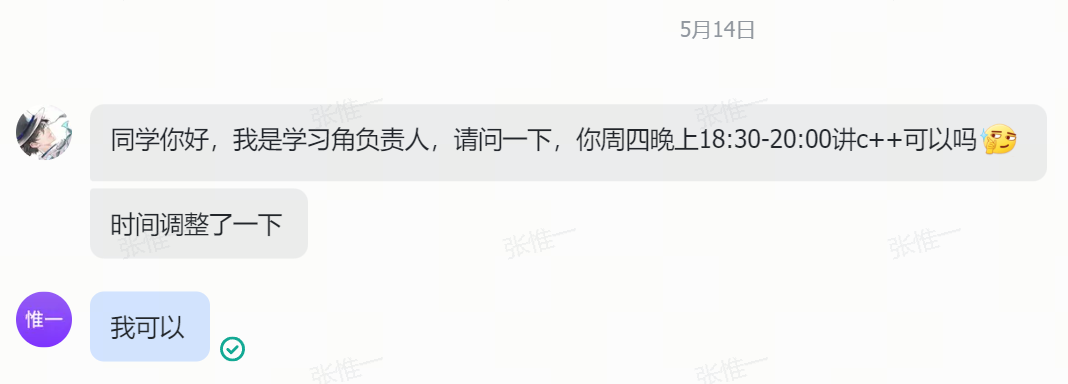 5月14日
同学你好，我是学习角负责人，请问一下，你周四晚上18:30-20:00讲c++可以吗
时间调整了一下
惟一
我可以
张惟一
张惟一
张惟一
张惟一
张惟一
张惟一
张惟一